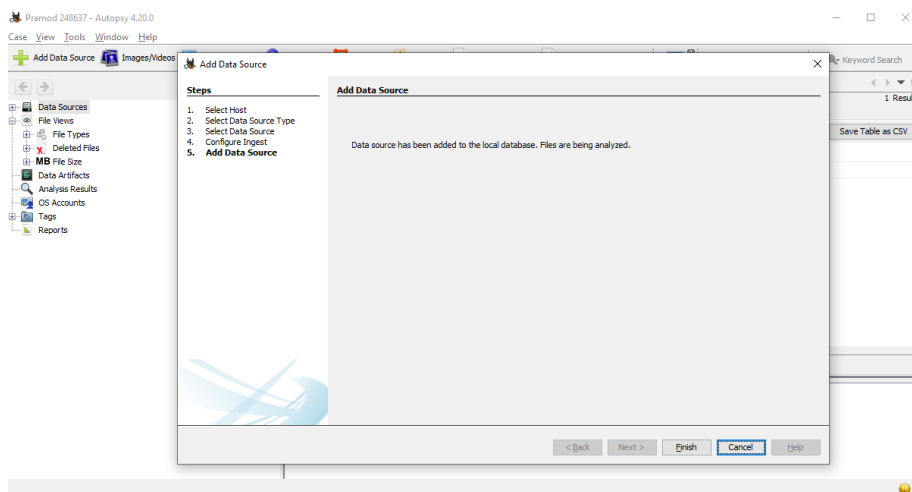 Pramod 248637 - Autopsy 4.20.0
Case View Tools Window Help
Add Data Source Images/Videos
Keyword Search
Add Data Source
1 Resul
Save Table as CSV
Data Sources
File Views
File Types
Deleted Files
MB File Size
Data Artifacts
Analysis Results
OS Accounts
Tags
Reports
Steps
1. Select Host
2. Select Data Source Type
3. Select Data Source
4. Configure Ingest
5. Add Data Source
Add Data Source
Data source has been added to the local database. Files are being analyzed.
< Back Next > Finish Cancel Help